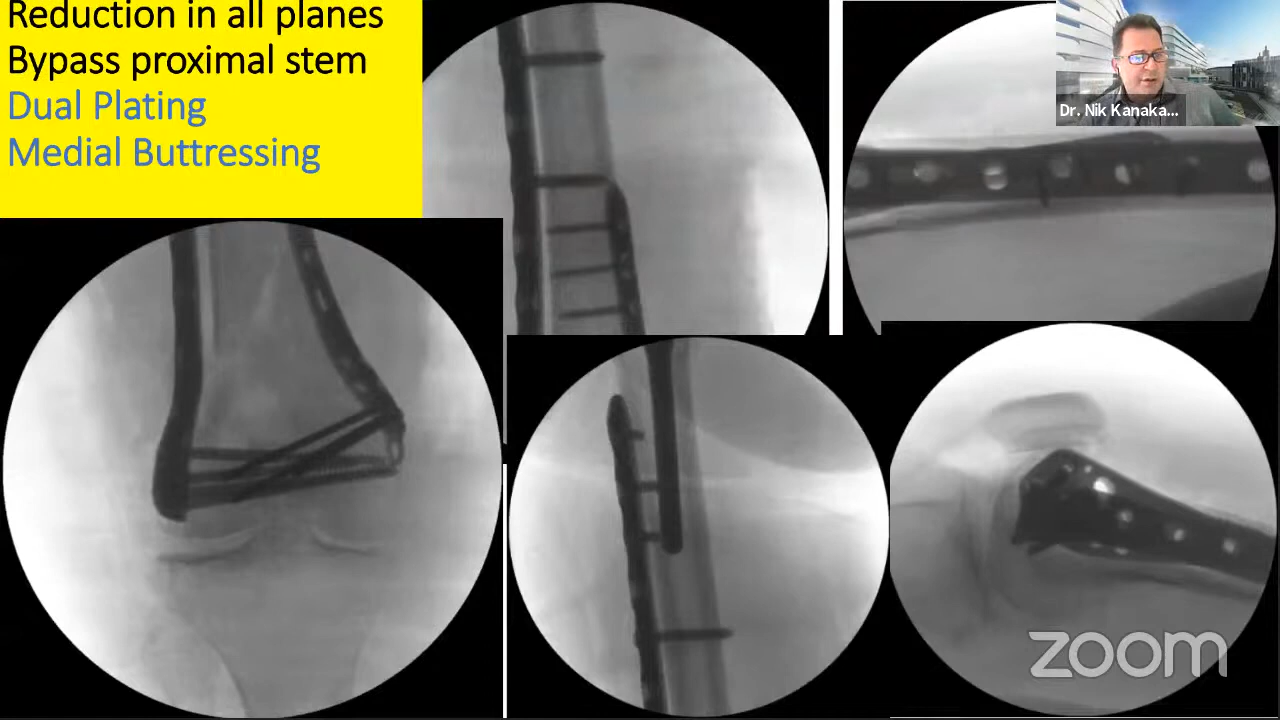 Reduction in all planes
Bypass proximal stem
Dual Plating
Medial Buttressing
Dr. Nik Kanaka...
zoom